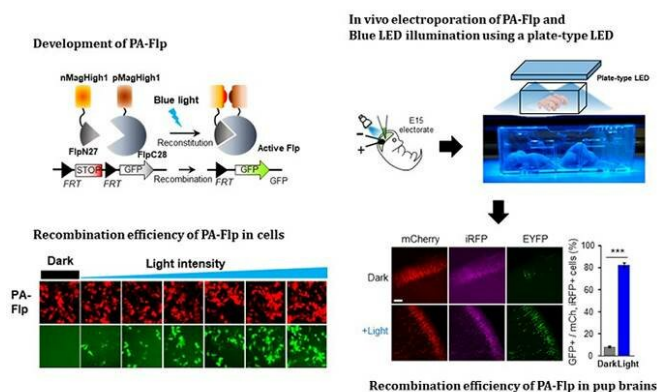 Development of PA-Flp
nMagHigh1 pMagHigh1
Blue light
Reconstitution
FlpN27
FlpC28
Active Flp
STOP
GFP
Recombination
GFP
FRT
FRT
FRT
GFP
Recombination efficiency of PA-Flp in cells
Dark
Light intensity
PA-
Flp
In vivo electroporation of PA-Flp and
Blue LED illumination using a plate-type LED
Plate-type LED
E15
electorate
-
+
mCherry iRFP EYFP
Dark
+Light
GFP+ / mCh, iRFP+ cells (%)
***
100
80
60
40
20
0
DarkLight
Recombination efficiency of PA-Flp in pup brains